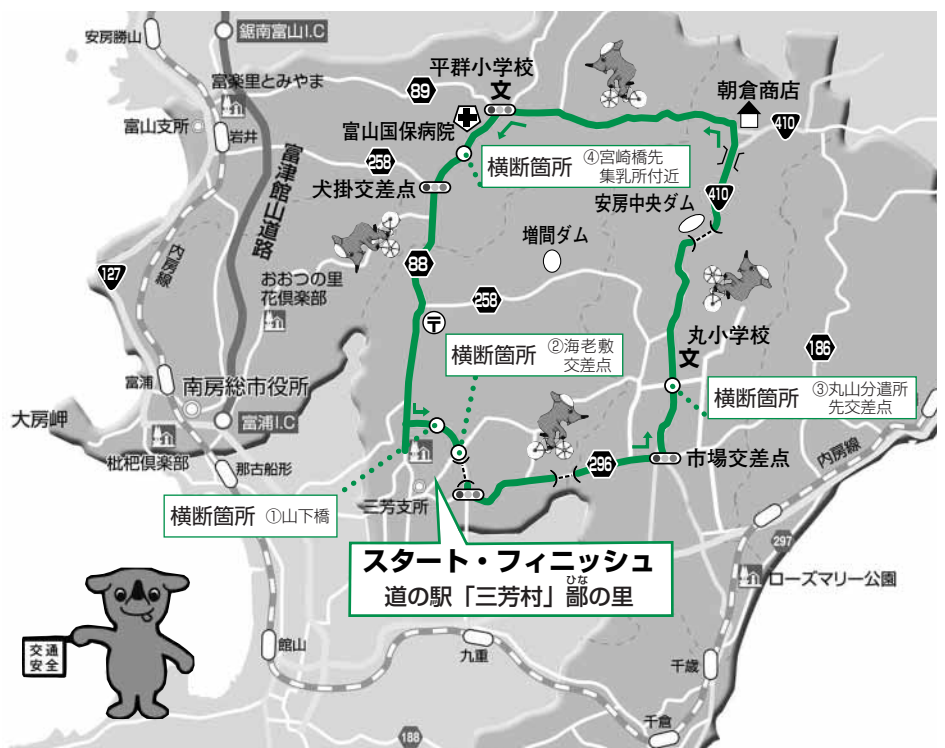 安房勝山
鋸南富山I.C
富楽里とみやま
富山支所
岩井
平群小学校
文
89
富山国保病院
朝倉商店
410
258
犬掛交差点
横断箇所 ④宮崎橋先
集乳所付近
410
安房中央ダム
増間ダム
富津館山道路
内房線
127
おおつの里
花倶楽部
88
258
〒
丸小学校
文
186
横断箇所 ②海老敷
交差点
富浦
南房総市役所
大房岬
富浦I.C
枇杷倶楽部
那古船形
横断箇所 ③丸山分遣所
先交差点
内房線
296
市場交差点
三芳支所
横断箇所 ①山下橋
スタート・フィニッシュ
ひな
道の駅「三芳村」鄙の里
297
ローズマリー公園
交通
安全
館山
九重
千歳
千倉
188